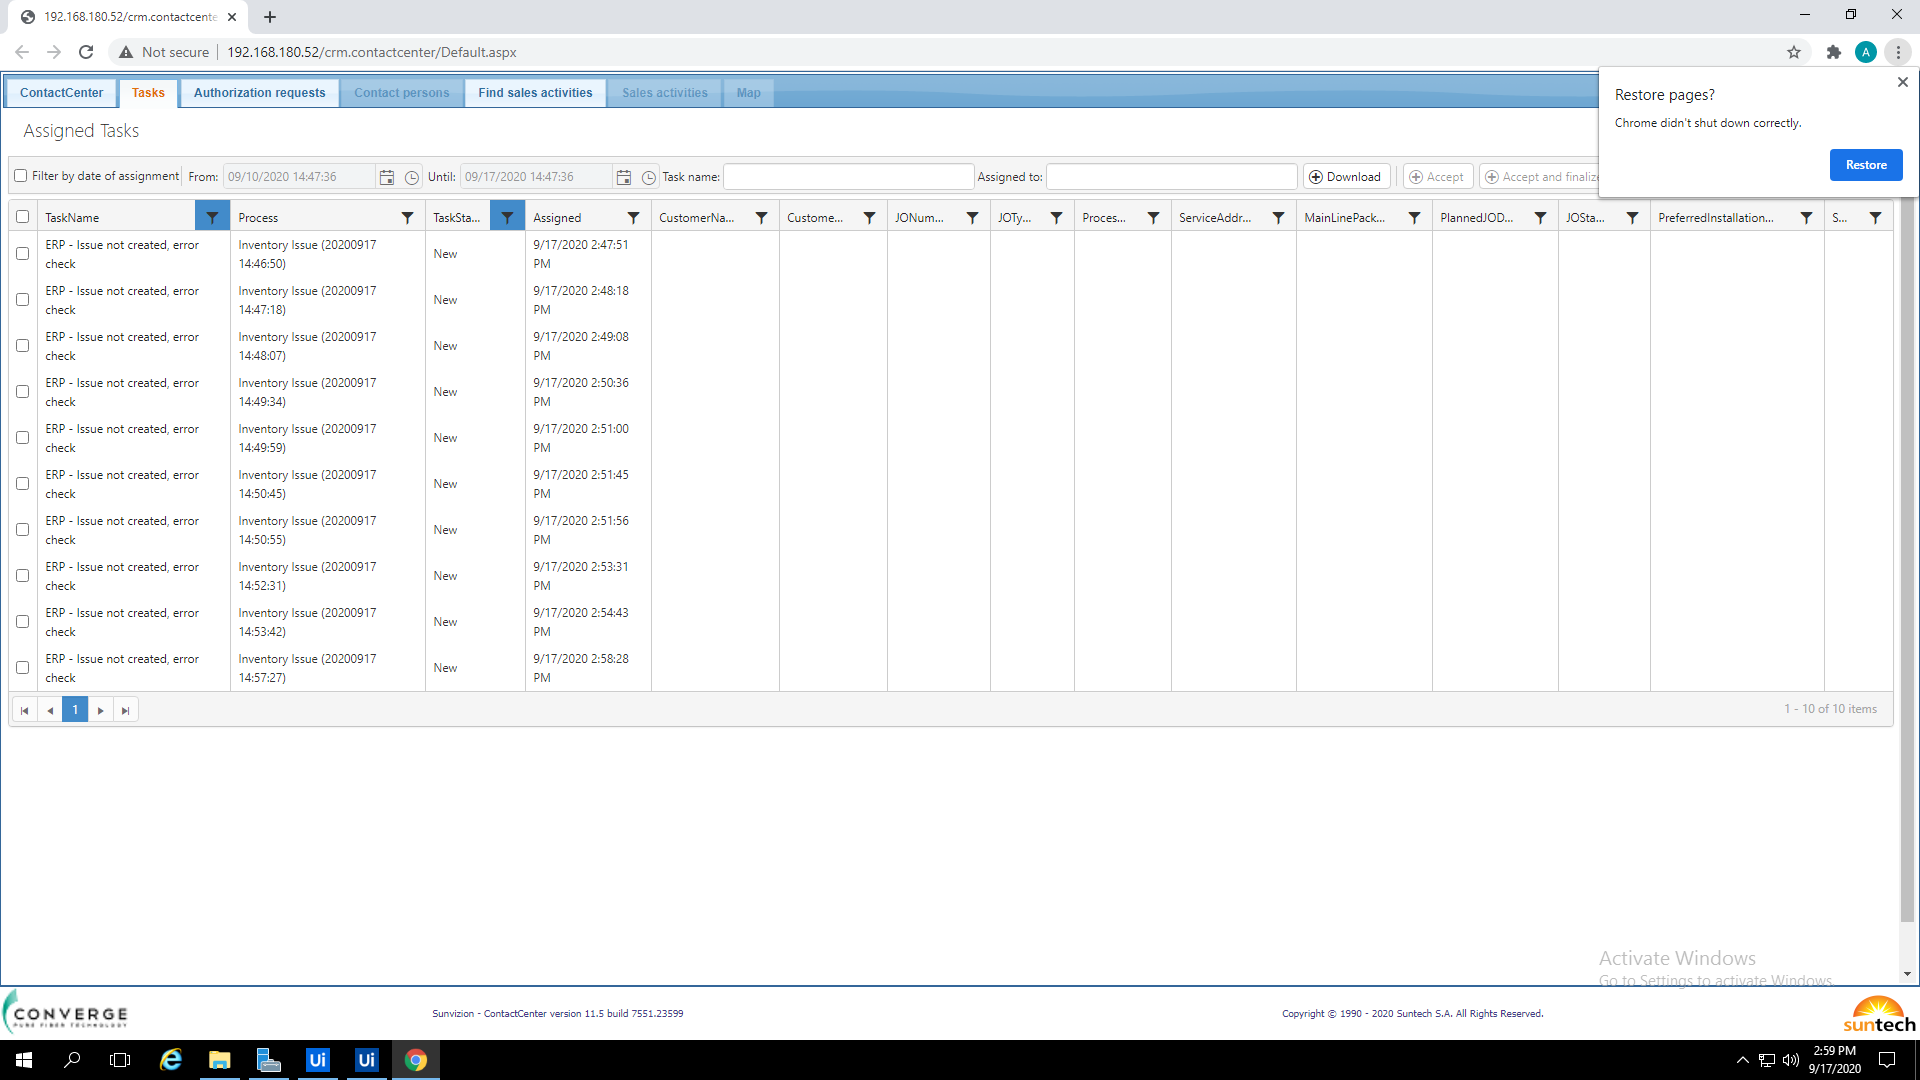 192.168.180.52/crm.contactcente
Not secure
192.168.180.52/crm.contactcenter/Default.aspx
A
ContactCenter
Tasks
Authorization requests
Contact persons
Find sales activities
Sales activities
Map
Restore pages?
Chrome didn't shut down correctly.
Restore
Assigned Tasks
Filter by date of assignment From: 09/10/2020 14:47:36 Until: 09/17/2020 14:47:36 Task name: Assigned to: Download Accept Accept and finalize
TaskName Process TaskSta... Assigned CustomerNa... Custome... JONum... JOTy... Proces... ServiceAddr... MainLinePack... PlannedJOD... JOSta... PreferredInstallation... S...
ERP - Issue not created, error check Inventory Issue (20200917 14:46:50) New 9/17/2020 2:47:51 PM
ERP - Issue not created, error check Inventory Issue (20200917 14:47:18) New 9/17/2020 2:48:18 PM
ERP - Issue not created, error check Inventory Issue (20200917 14:48:07) New 9/17/2020 2:49:08 PM
ERP - Issue not created, error check Inventory Issue (20200917 14:49:34) New 9/17/2020 2:50:36 PM
ERP - Issue not created, error check Inventory Issue (20200917 14:49:59) New 9/17/2020 2:51:00 PM
ERP - Issue not created, error check Inventory Issue (20200917 14:50:45) New 9/17/2020 2:51:45 PM
ERP - Issue not created, error check Inventory Issue (20200917 14:50:55) New 9/17/2020 2:51:56 PM
ERP - Issue not created, error check Inventory Issue (20200917 14:52:31) New 9/17/2020 2:53:31 PM
ERP - Issue not created, error check Inventory Issue (20200917 14:53:42) New 9/17/2020 2:54:43 PM
ERP - Issue not created, error check Inventory Issue (20200917 14:57:27) New 9/17/2020 2:58:28 PM
1
1 - 10 of 10 items
Activate Windows
Go to Settings to activate Windows.
CONVERGE
PURE FIBER TECHNOLOGY
Sunvizion - ContactCenter version 11.5 build 7551.23599
Copyright © 1990 - 2020 Suntech S.A. All Rights Reserved.
suntech
Ui
Ui
2:59 PM
9/17/2020